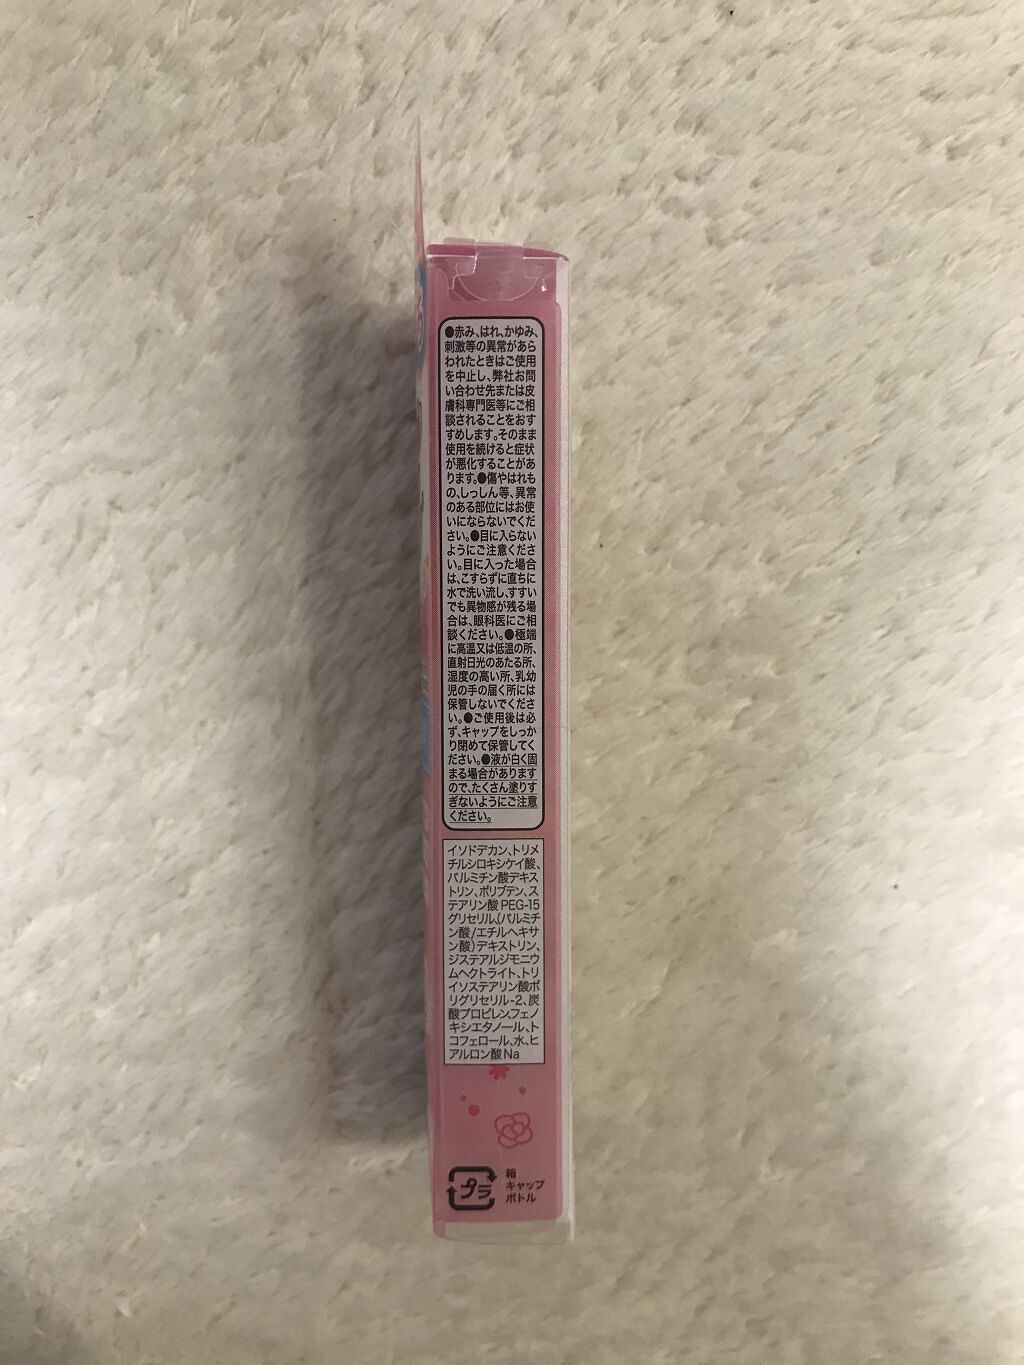 ●赤み、はれ、かゆみ、
刺激等の異常があら
われたときはご使用
を中止し、弊社お問
い合わせ先または皮
膚科専門医等にご相
談されることをおす
すめします。そのまま
使用を続けると症状
が悪化することがあ
ります。●傷やはれも
の、しっしん等、異常
のある部位にはお使
いにならないでくだ
さい。●目に入らない
ようにご注意くださ
い。目に入った場合
は、こすらずに直ちに
水で洗い流し、すすい
でも異物感が残る場
合は、眼科医にご相
談ください。●極端
に高温又は低温の所、
直射日光のあたる所、
湿度の高い所、乳幼
児の手の届く所には
保管しないでくださ
い。●ご使用後は必
ず、キャップをしっか
り閉めて保管してく
ださい。●液が白く固
まる場合があります
ので、たくさん塗りす
ぎないようにご注意
ください。
イソドデカン、トリメ
チルシロキシケイ酸、
パルミチン酸デキス
トリン、ポリブテン、ス
テアリン酸PEG-15
グリセリル、(パルミチ
ン酸/エチルヘキサ
ン酸)デキストリン、
ジステアルジモニウ
ムヘクトライト、トリ
イソステアリン酸ポ
リグリセリル-2、炭
酸プロピレン、フェノ
キシエタノール、ト
コフェロール、水、ヒ
アルロン酸Na
プラ
箱
キャップ
ボトル